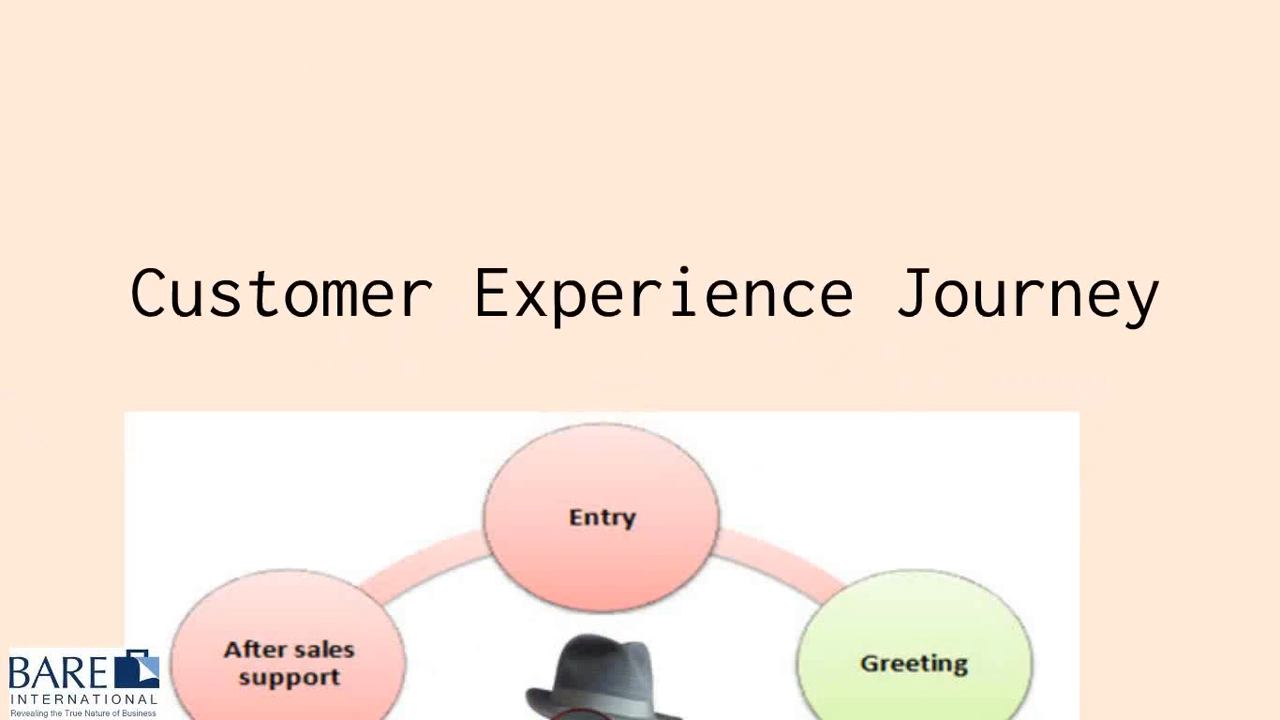 Customer Experience Journey
Entry
After sales
support
Greeting
BARE
INTERNATIONAL
Revealing the True Nature of Business